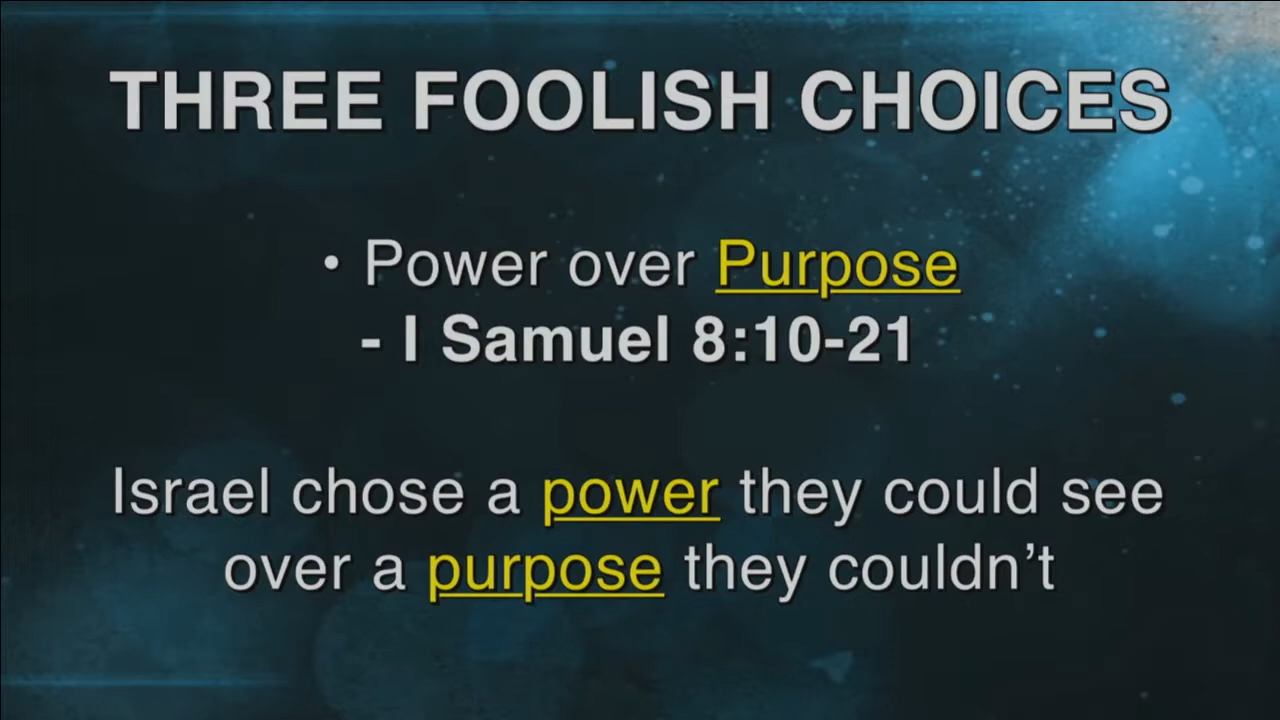 THREE FOOLISH CHOICES
• Power over Purpose
- I Samuel 8:10-21
Israel chose a power they could see
over a purpose they couldn’t